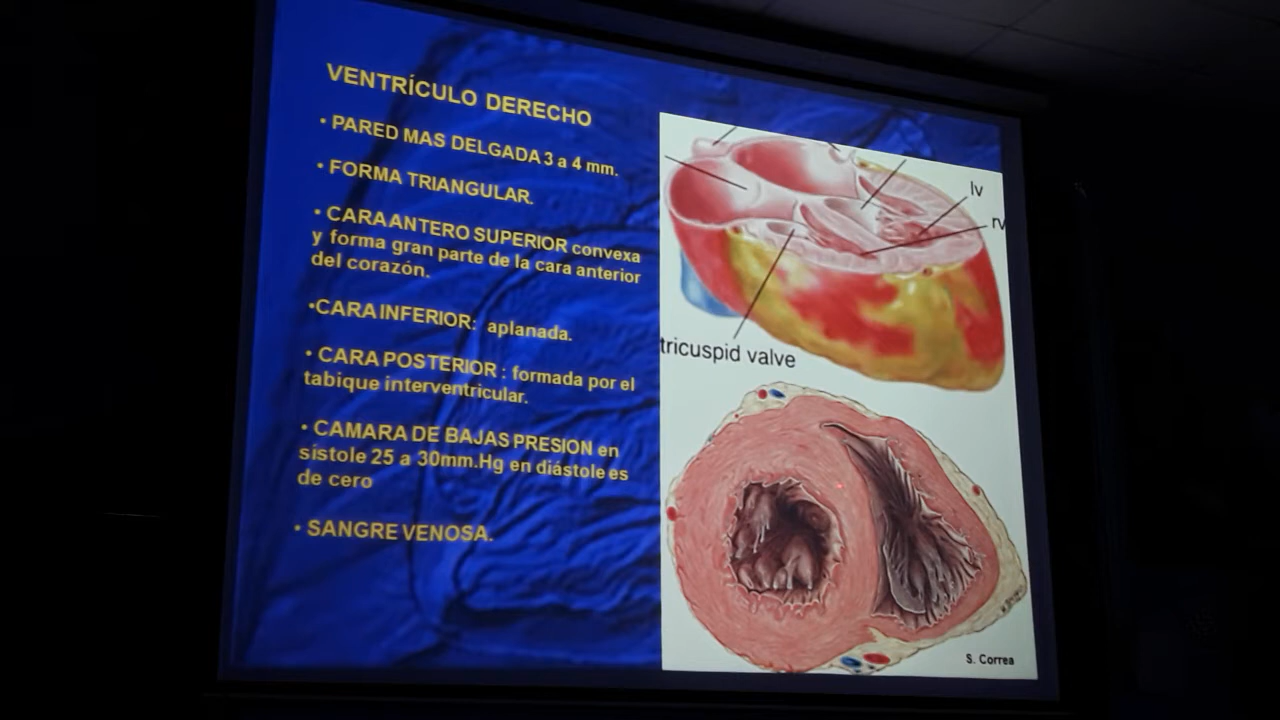 VENTRÍCULO DERECHO
• PARED MAS DELGADA 3 a 4 mm.
• FORMA TRIANGULAR.
• CARA ANTERO SUPERIOR convexa
y forma gran parte de la cara anterior
del corazón.
•CARA INFERIOR: aplanada.
• CARA POSTERIOR : formada por el
tabique interventricular.
• CAMARA DE BAJAS PRESION en
sístole 25 a 30mm.Hg en diástole es
de cero
• SANGRE VENOSA.
lv
rv
tricuspid valve
S. Correa